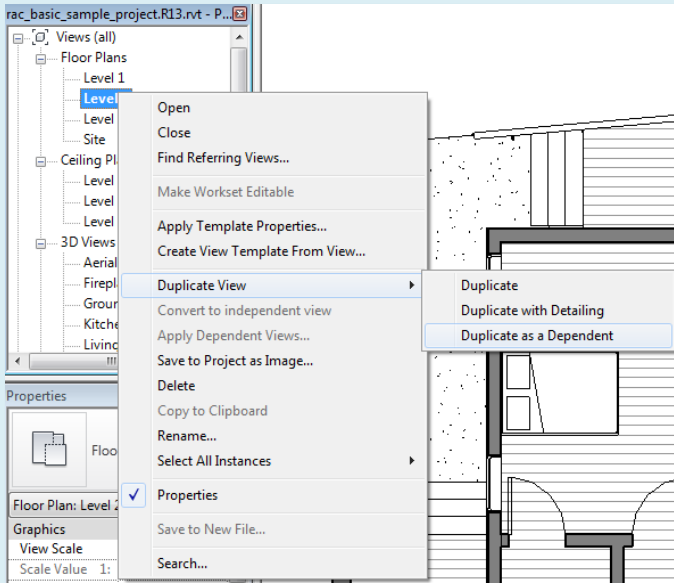 rac_basic_sample_project.R13.rvt - P...
Views (all)
Floor Plans
Level 1
Level
Level
Site
Ceiling Pl
Level
Level
Level
3D Views
Aerial
Firepl
Groun
Kitche
Living
Open
Close
Find Referring Views...
Make Workset Editable
Apply Template Properties...
Create View Template From View...
Duplicate View
Convert to independent view
Apply Dependent Views...
Save to Project as Image...
Delete
Copy to Clipboard
Rename...
Select All Instances
Properties
Save to New File...
Search...
Duplicate
Duplicate with Detailing
Duplicate as a Dependent
Properties
Floo
Floor Plan: Level 2
Graphics
View Scale
Scale Value 1: